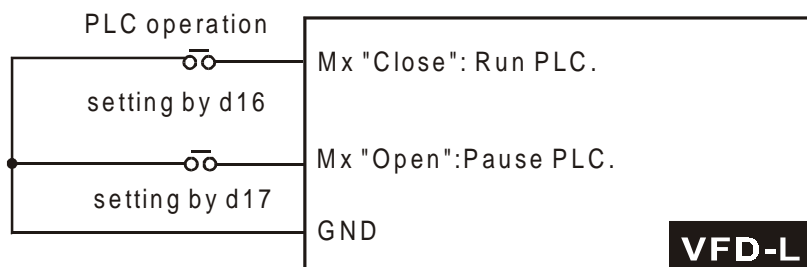 PLC operation
Mx "Close": Run PLC.
setting by d16
Mx "Open":Pause PLC.
setting by d17
GND
VFD-L